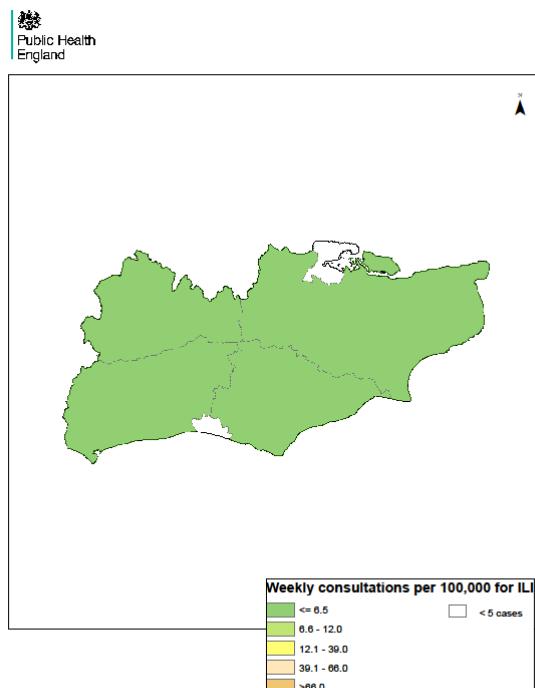 Public Health
England
N
Weekly consultations per 100,000 for ILI
<= 6.5
< 5 cases
6.6 - 12.0
12.1 - 39.0
39.1 - 66.0
>66.0